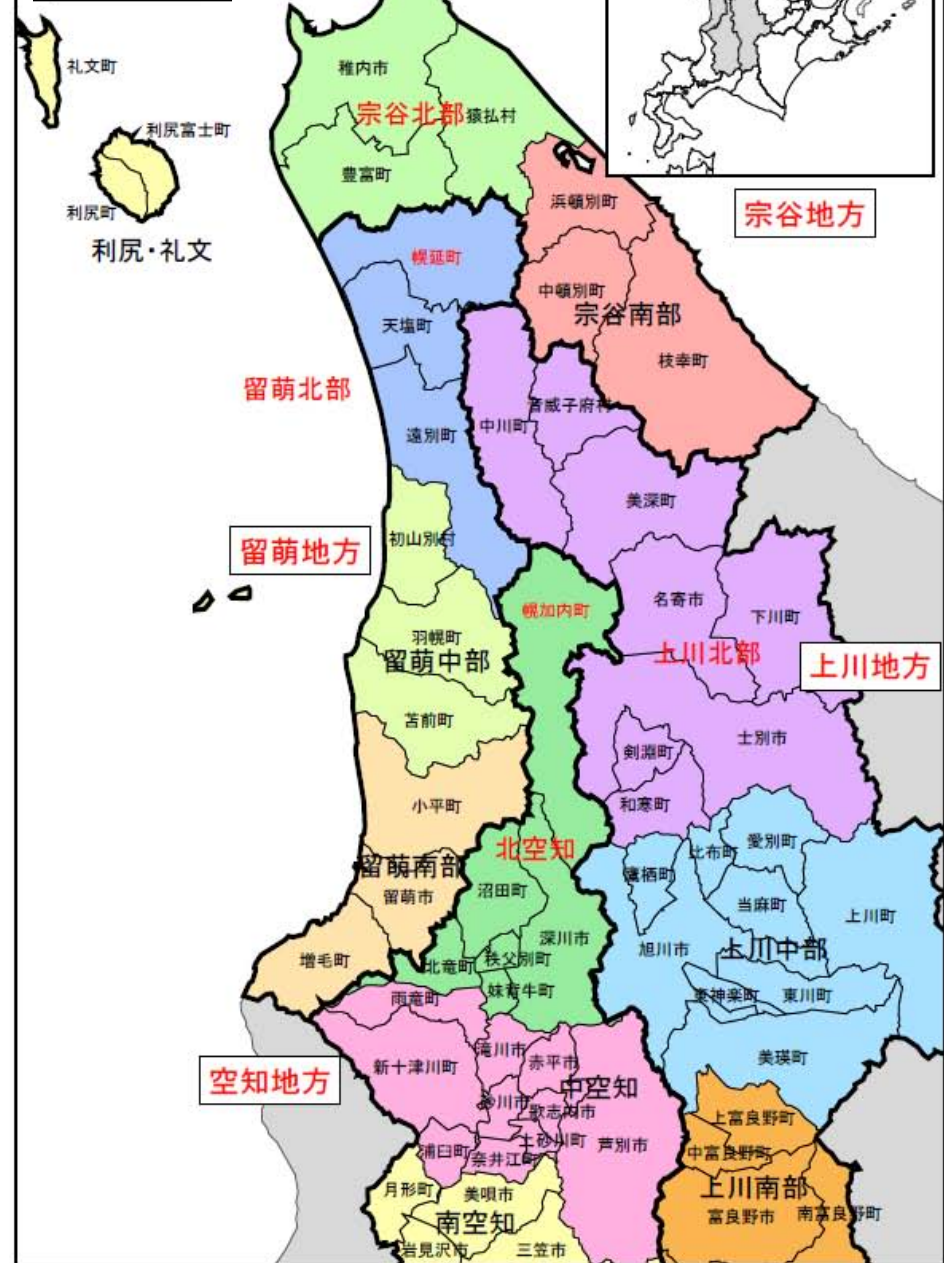 礼文町
稚内市
宗谷北部
猿払村
利尻富士町
豊富町
浜頓別町
利尻町
宗谷地方
利尻・礼文
幌延町
中頓別町
宗谷南部
天塩町
枝幸町
留萌北部
音威子府村
中川町
遠別町
美深町
初山別村
留萌地方
名寄市
幌加内町
下川町
羽幌町
留萌中部
上川北部
上川地方
苫前町
士別市
剣淵町
小平町
和寒町
愛別町
北空知
比布町
留萌南部
鷹栖町
沼田町
留萌市
当麻町
上川町
深川市
旭川市
上川中部
増毛町
北竜町
秩父別町
妹背牛町
東神楽町
東川町
雨竜町
滝川市
赤平市
美瑛町
新十津川町
空知地方
中空知
砂川市
歌志内市
上富良野町
上砂川町
芦別市
浦臼町
奈井江町
中富良野町
月形町
美唄市
上川南部
南空知
富良野市
南富良野町
岩見沢市
三笠市